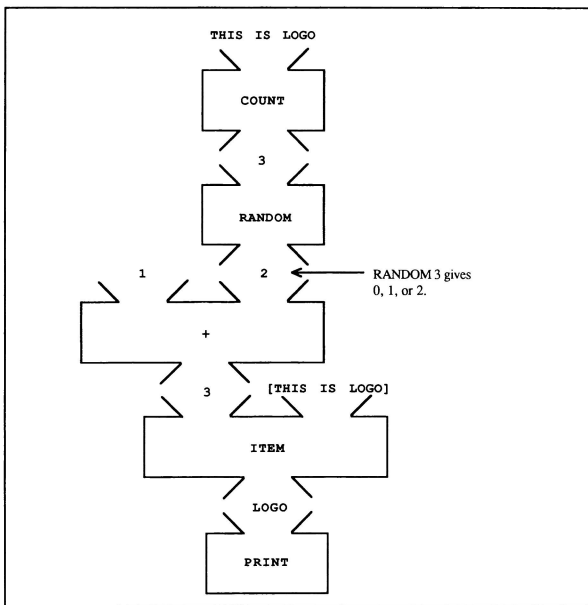 THIS IS LOGO
COUNT
3
RANDOM
1
2
RANDOM 3 gives
0, 1, or 2.
+
3
[THIS IS LOGO]
ITEM
LOGO
PRINT